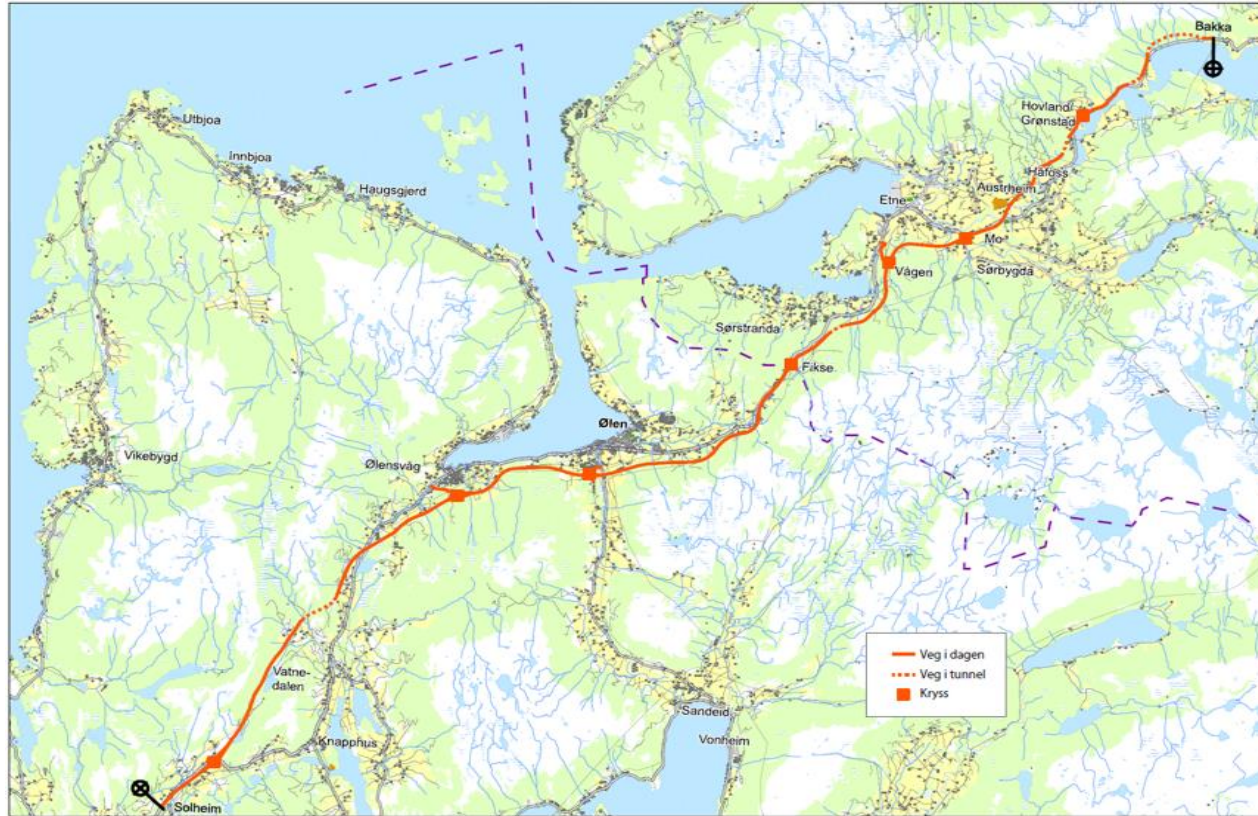 Bakka
Hovland/
Grønstad
Håfoss
Austrheim
Etne
Mo
Sørbygda
Vågen
Sørstranda
Fikse
Utbjoa
Innbjoa
Haugsgjerd
Ølen
Ølensvåg
Vikebygd
Vatne-
dalen
Sandeid
Vonheim
Knapphus
Solheim
Veg i dagen
Veg i tunnel
Kryss